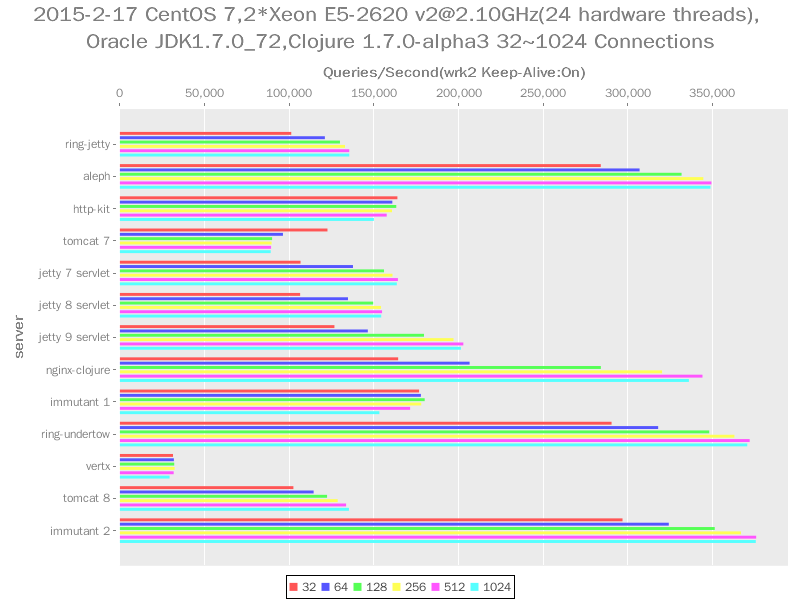 2015-2-17 CentOS 7,2*Xeon E5-2620 v2@2.10GHz(24 hardware threads),
Oracle JDK1.7.0_72,Clojure 1.7.0-alpha3 32~1024 Connections
Queries/Second(wrk2 Keep-Alive:On)
0 50,000 100,000 150,000 200,000 250,000 300,000 350,000
server
ring-jetty
aleph
http-kit
tomcat 7
jetty 7 servlet
jetty 8 servlet
jetty 9 servlet
nginx-clojure
immutant 1
ring-undertow
vertx
tomcat 8
immutant 2
32 64 128 256 512 1024